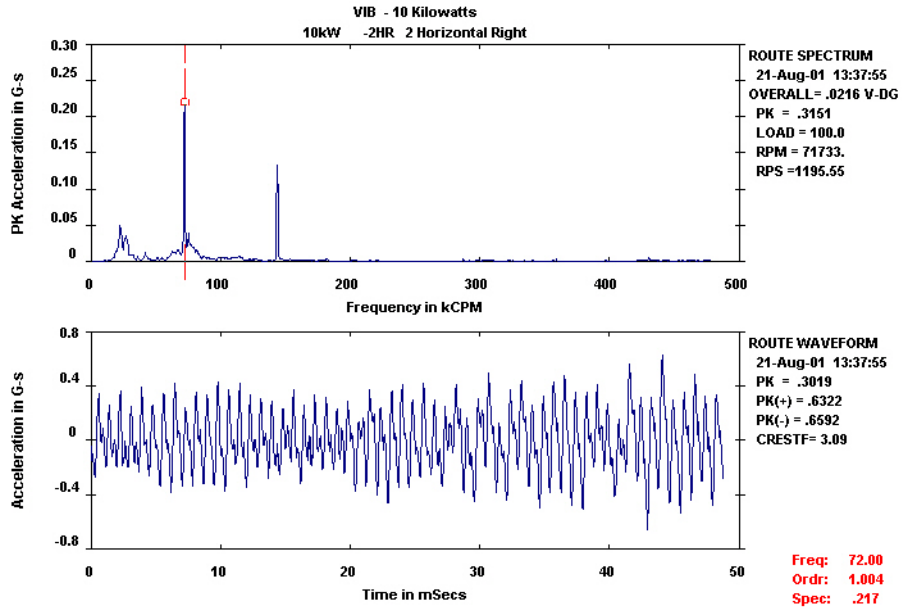 VIB - 10 Kilowatts
10kW -2HR 2 Horizontal Right
PK Acceleration in G-s
0.30
0.25
0.20
0.15
0.10
0.05
0
0 100 200 300 400 500
Frequency in kCPM
ROUTE SPECTRUM
21-Aug-01 13:37:55
OVERALL= .0216 V-DG
PK = .3151
LOAD = 100.0
RPM = 71733.
RPS =1195.55
Acceleration in G-s
0.8
0.4
0
-0.4
-0.8
0 10 20 30 40 50
Time in mSecs
ROUTE WAVEFORM
21-Aug-01 13:37:55
PK = .3019
PK(+) = .6322
PK(-) = .6592
CRESTF= 3.09
Freq: 72.00
Ordr: 1.004
Spec: .217